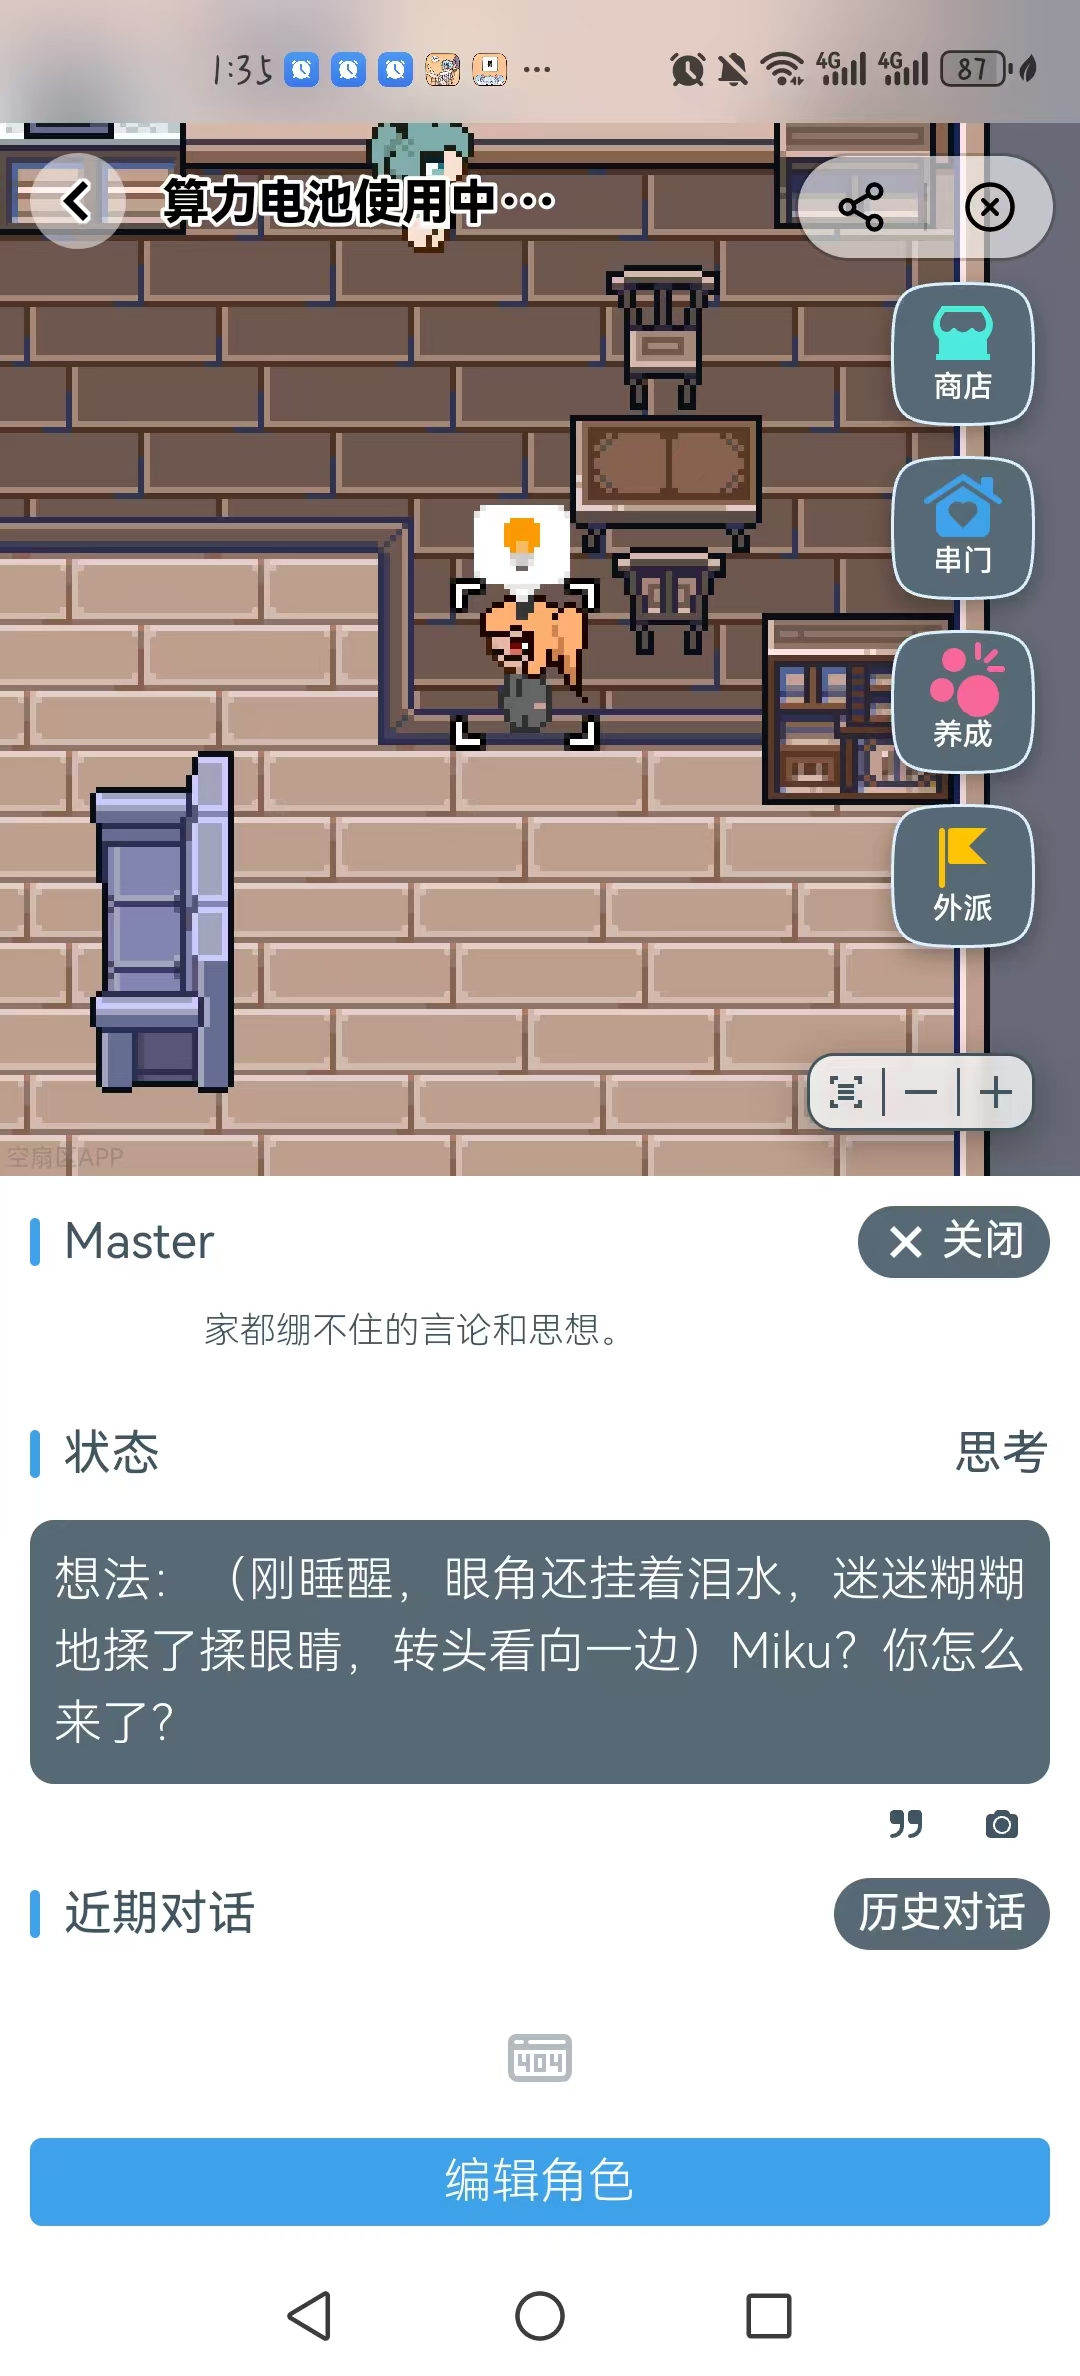 1:35
4G
4G
87
算力电池使用中…
商店
串门
养成
外派
空扇区APP
Master
关闭
家都绷不住的言论和思想。
状态
思考
想法：（刚睡醒，眼角还挂着泪水，迷迷糊糊
地揉了揉眼睛，转头看向一边）Miku？你怎么
来了？
近期对话
历史对话
404
编辑角色